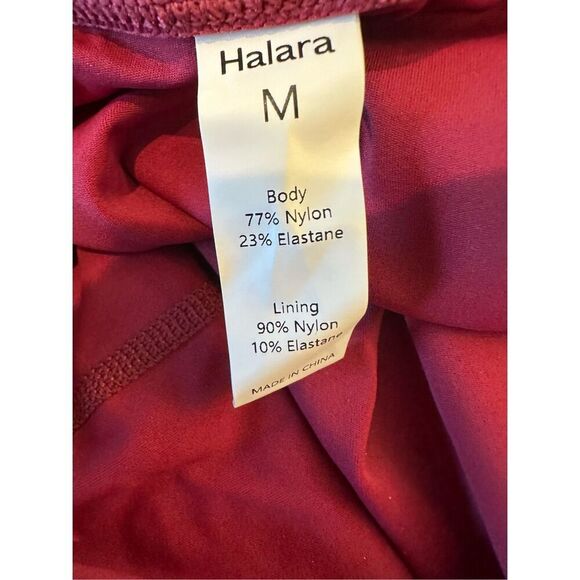 Halara
M
Body
77% Nylon
23% Elastane
Lining
90% Nylon
10% Elastane
MADE IN CHINA